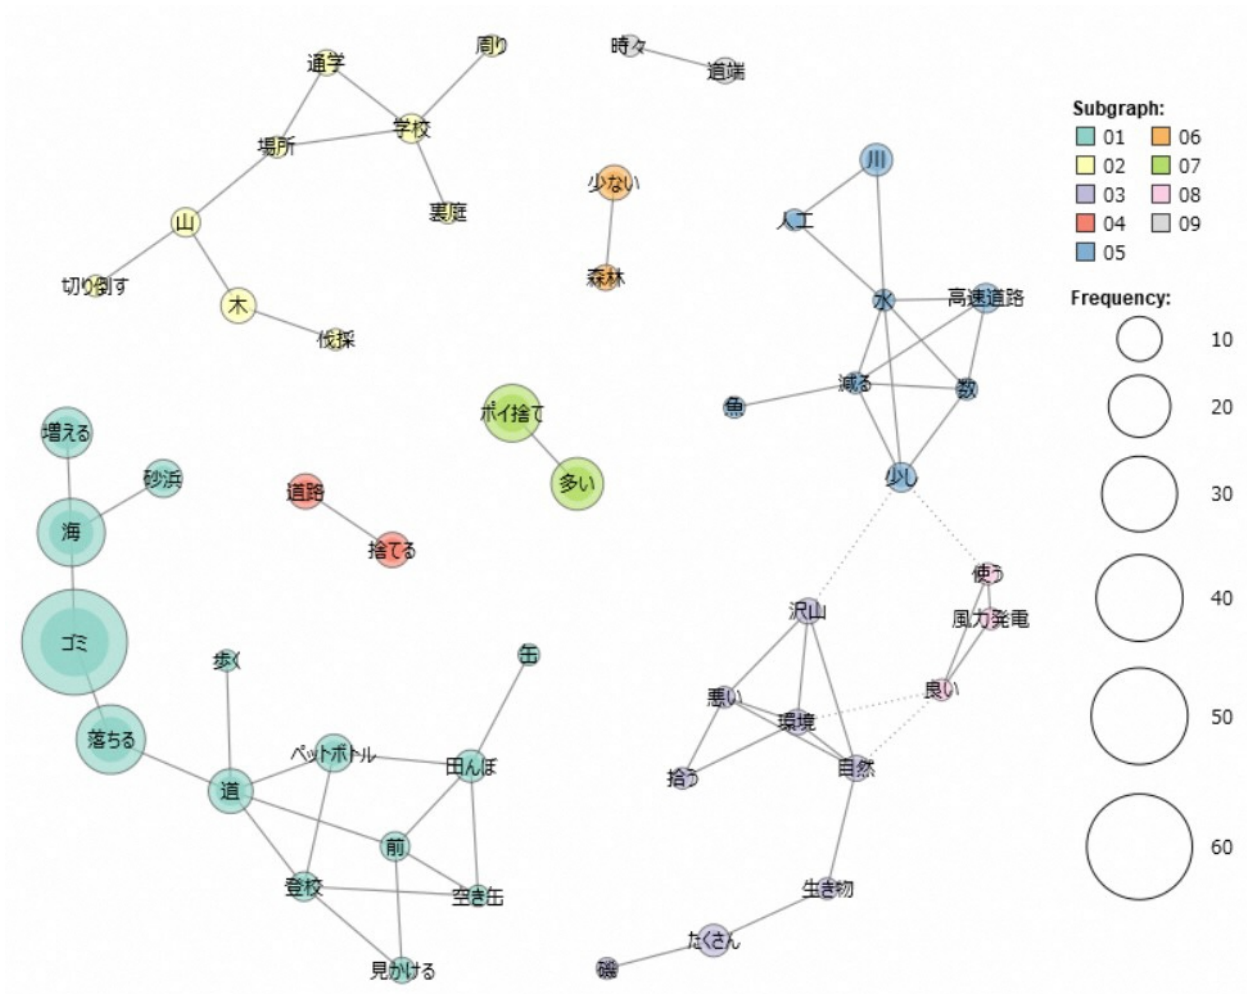 周り
時々
通学
道端
学校
場所
川
少ない
裏庭
山
人工
森林
切り倒す
木
水
高速道路
伐採
減る
数
魚
ポイ捨て
増える
砂浜
道路
多い
少し
海
捨てる
使う
沢山
風力発電
ゴミ
歩く
缶
良い
悪い
環境
落ちる
ペットボトル
田んぼ
自然
拾う
道
前
登校
空き缶
生き物
たくさん
見かける
磯
Subgraph:
01 06
02 07
03 08
04 09
05
Frequency:
10
20
30
40
50
60